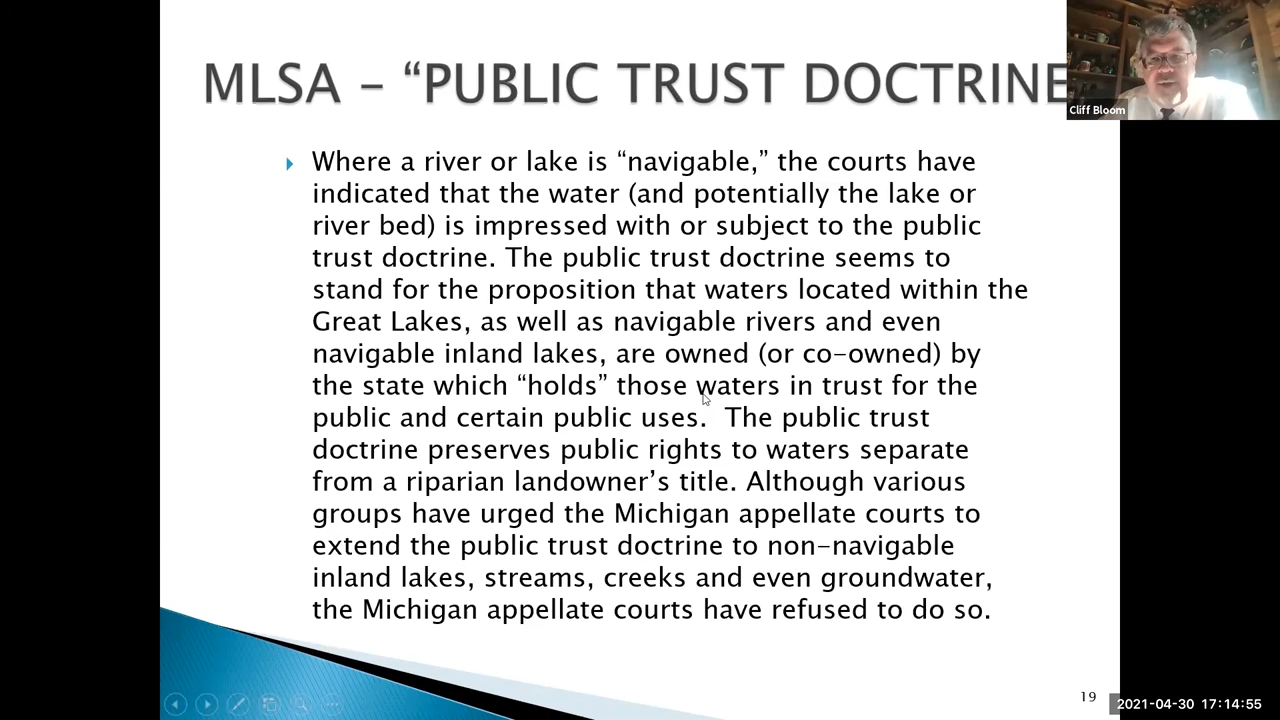 MLSA – “PUBLIC TRUST DOCTRINE
Cliff Bloom
Where a river or lake is “navigable,” the courts have
indicated that the water (and potentially the lake or
river bed) is impressed with or subject to the public
trust doctrine. The public trust doctrine seems to
stand for the proposition that waters located within the
Great Lakes, as well as navigable rivers and even
navigable inland lakes, are owned (or co-owned) by
the state which “holds” those waters in trust for the
public and certain public uses.  The public trust
doctrine preserves public rights to waters separate
from a riparian landowner’s title. Although various
groups have urged the Michigan appellate courts to
extend the public trust doctrine to non-navigable
inland lakes, streams, creeks and even groundwater,
the Michigan appellate courts have refused to do so.
19
2021-04-30 17:14:55